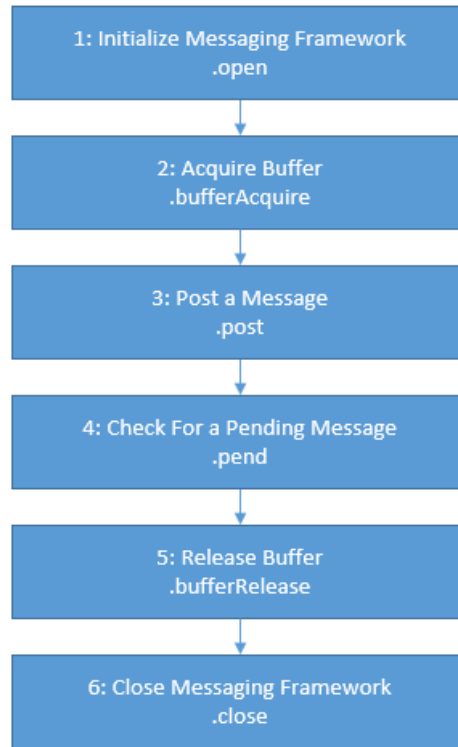 1: Initialize Messaging Framework
.open
2: Acquire Buffer
.bufferAcquire
3: Post a Message
.post
4: Check For a Pending Message
.pend
5: Release Buffer
.bufferRelease
6: Close Messaging Framework
.close